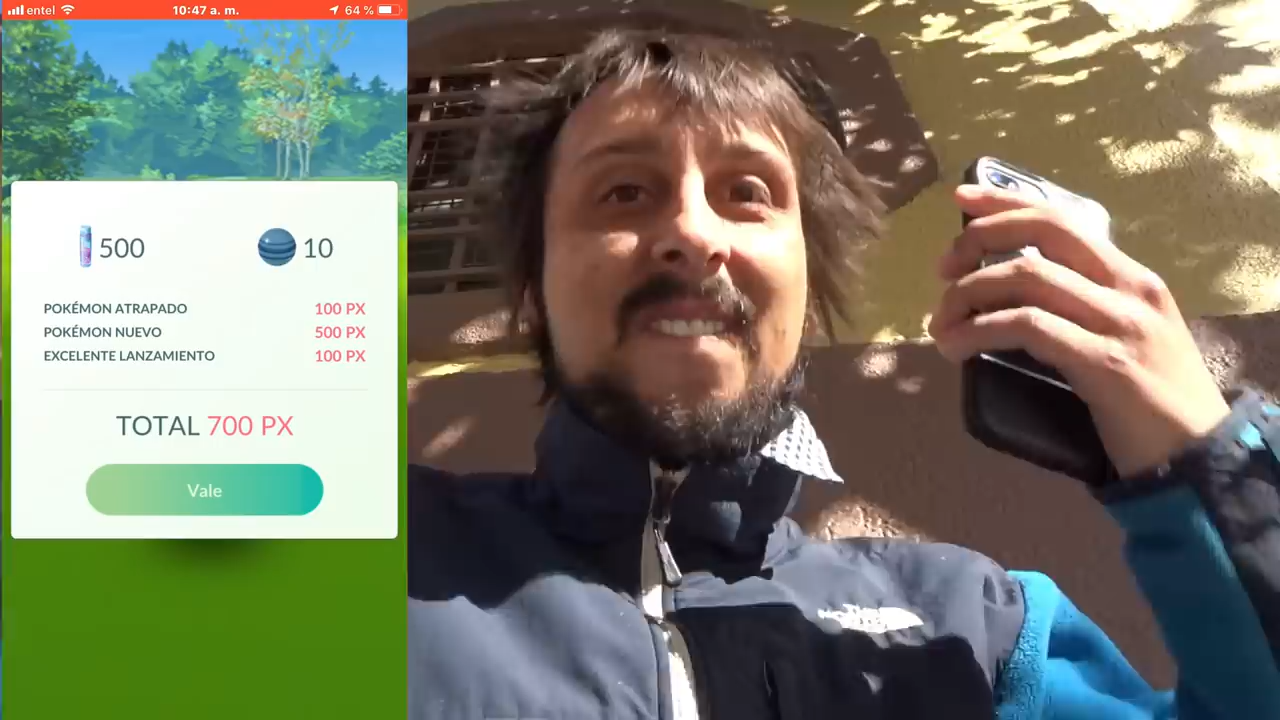 entel 10:47 a. m. 64 %
500 10
POKÉMON ATRAPADO 100 PX
POKÉMON NUEVO 500 PX
EXCELENTE LANZAMIENTO 100 PX
TOTAL 700 PX
Vale